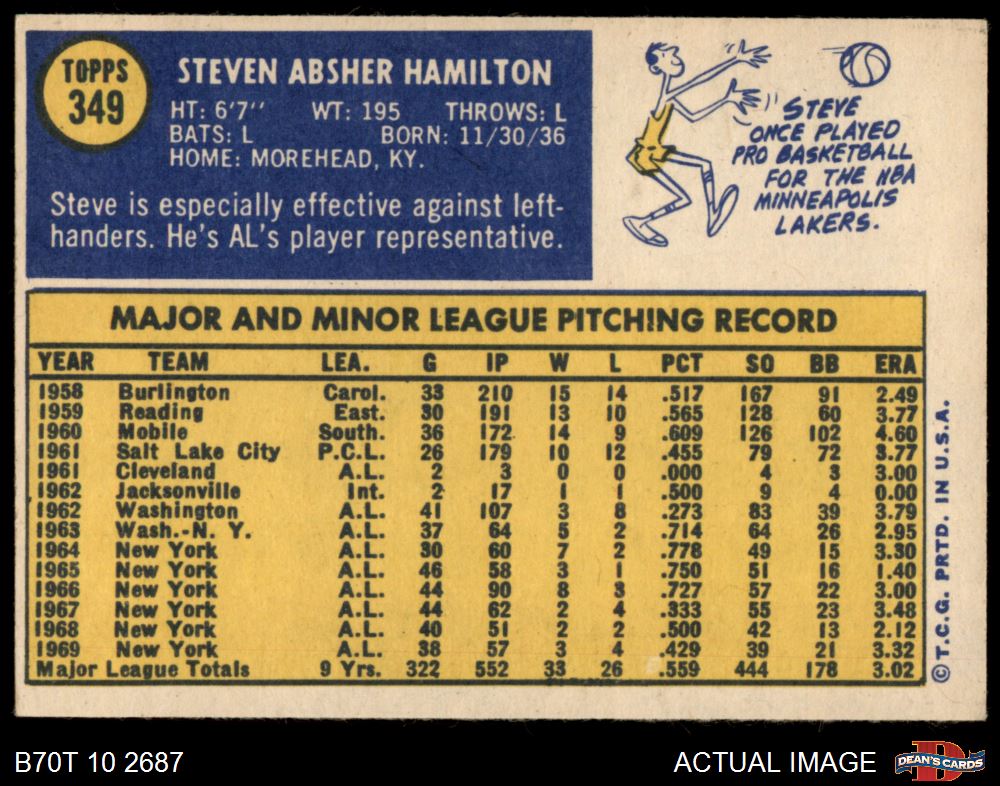 TOPPS
349
STEVEN ABSHER HAMILTON
HT: 6'7'' WT: 195 THROWS: L
BATS: L BORN: 11/30/36
HOME: MOREHEAD, KY.
Steve is especially effective against left-
handers. He's AL's player representative.
STEVE
ONCE PLAYED
PRO BASKETBALL
FOR THE NBA
MINNEAPOLIS
LAKERS.
MAJOR AND MINOR LEAGUE PITCHING RECORD
YEAR TEAM LEA. G IP W L PCT SO BB ERA
1958 Burlington Carol. 33 210 15 14 .517 167 91 2.49
1959 Reading East. 30 191 13 10 .565 128 60 3.77
1960 Mobile South. 36 172 14 9 .609 126 102 4.60
1961 Salt Lake City P.C.L. 26 179 10 12 .455 79 72 3.77
1961 Cleveland A.L. 2 3 0 0 .000 4 3 3.00
1962 Jacksonville Int. 2 17 1 1 .500 9 4 0.00
1962 Washington A.L. 41 107 3 8 .273 83 39 3.79
1963 Wash.-N. Y. A.L. 37 64 5 2 .714 64 26 2.95
1964 New York A.L. 30 60 7 2 .778 49 15 3.30
1965 New York A.L. 46 58 3 1 .750 51 16 1.40
1966 New York A.L. 44 90 8 3 .727 57 22 3.00
1967 New York A.L. 44 62 2 4 .333 55 23 3.48
1968 New York A.L. 40 51 2 2 .500 42 13 2.12
1969 New York A.L. 38 57 3 4 .429 39 21 3.32
Major League Totals 9 Yrs. 322 552 33 26 .559 444 178 3.02
© T.C.G. PRTD. IN U.S.A.
B70T 10 2687
ACTUAL IMAGE
D
DEAN'S CARDS